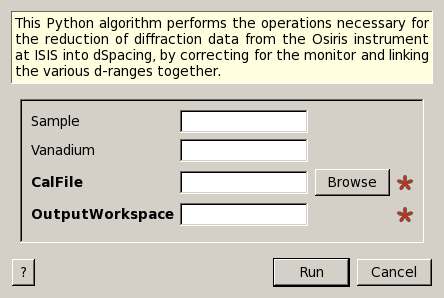 This Python algorithm performs the operations necessary for
the reduction of diffraction data from the Osiris instrument
at ISIS into dSpacing, by correcting for the monitor and linking
the various d-ranges together.
Sample
Vanadium
CalFile Browse *
OutputWorkspace *
? Run Cancel